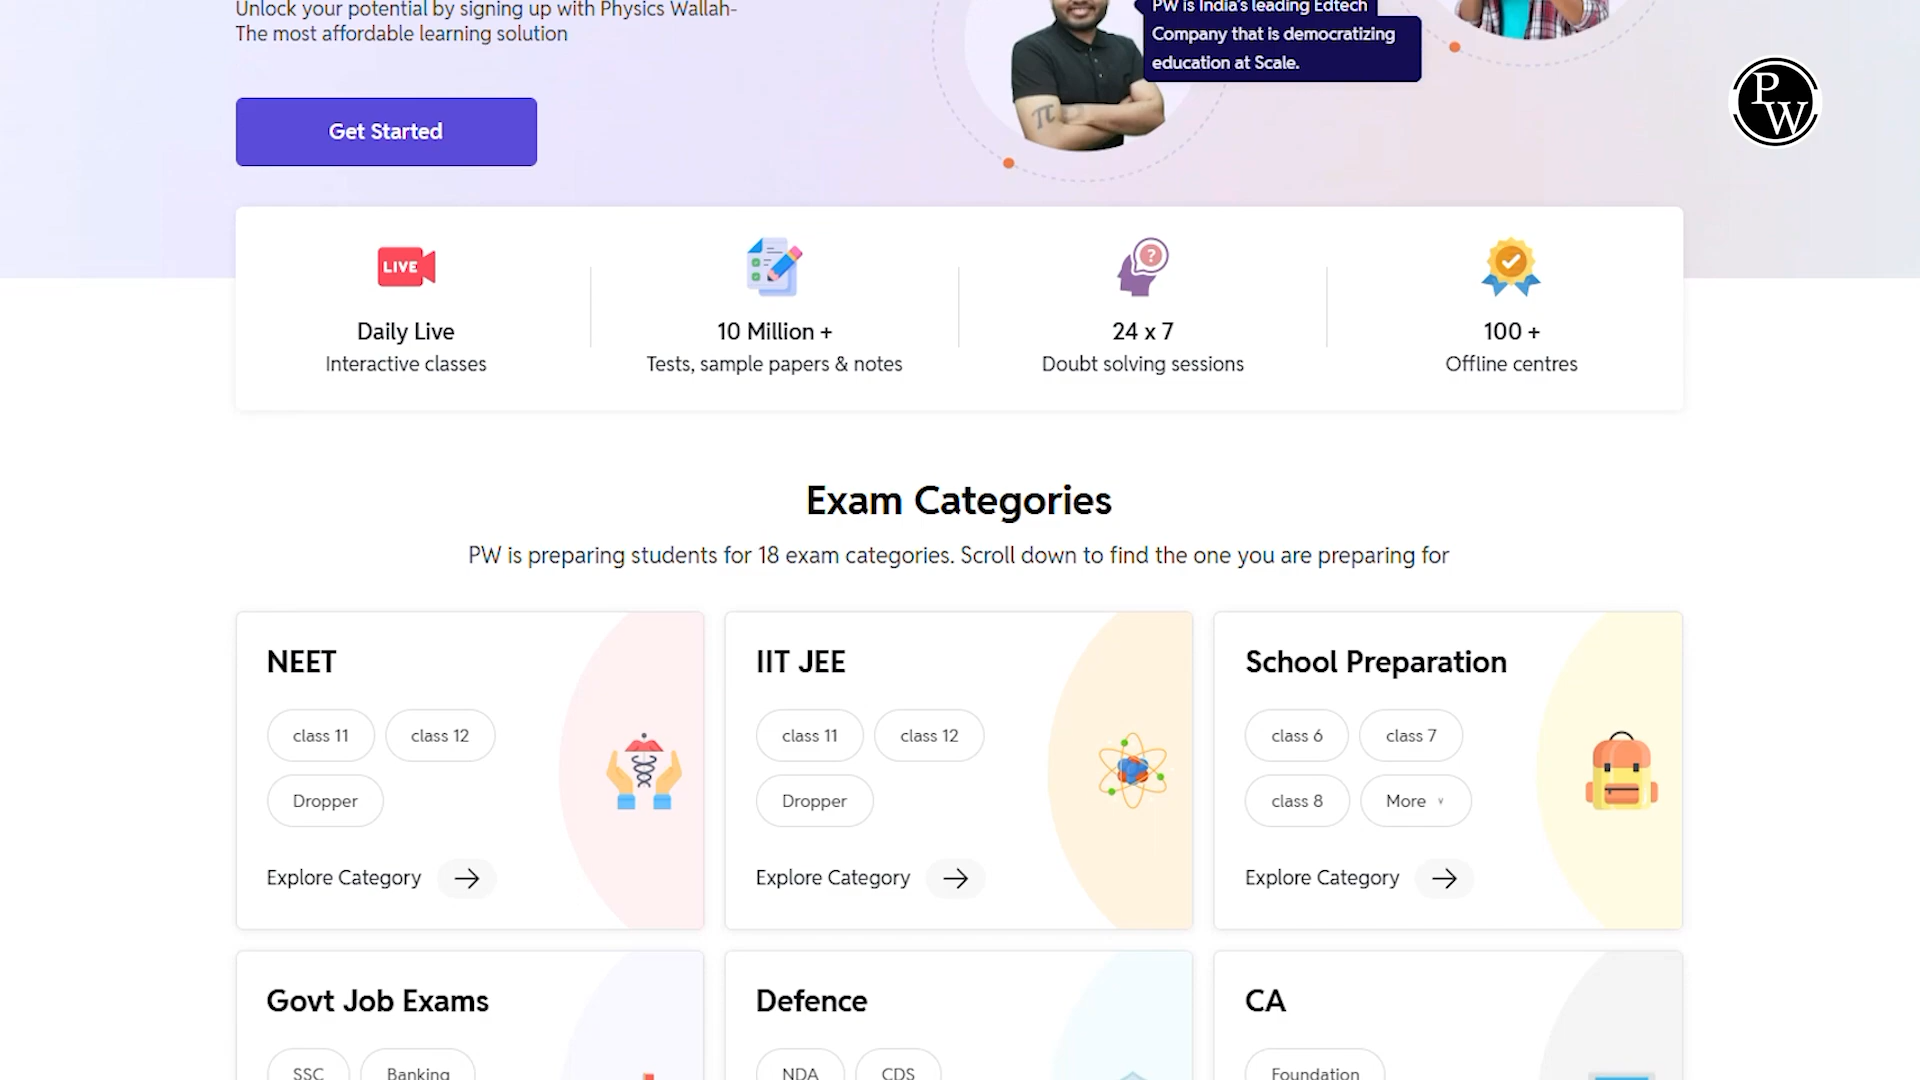 Unlock your potential by signing up with Physics Wallah-
The most affordable learning solution
PW is India's leading Edtech
Company that is democratizing
education at Scale.
PW
Get Started
LIVE
Daily Live
Interactive classes
10 Million +
Tests, sample papers & notes
?
24 x 7
Doubt solving sessions
100 +
Offline centres
Exam Categories
PW is preparing students for 18 exam categories. Scroll down to find the one you are preparing for
NEET
class 11
class 12
Dropper
Explore Category
IIT JEE
class 11
class 12
Dropper
Explore Category
School Preparation
class 6
class 7
class 8
More
Explore Category
Govt Job Exams
SSC
Banking
Defence
NDA
CDS
CA
Foundation